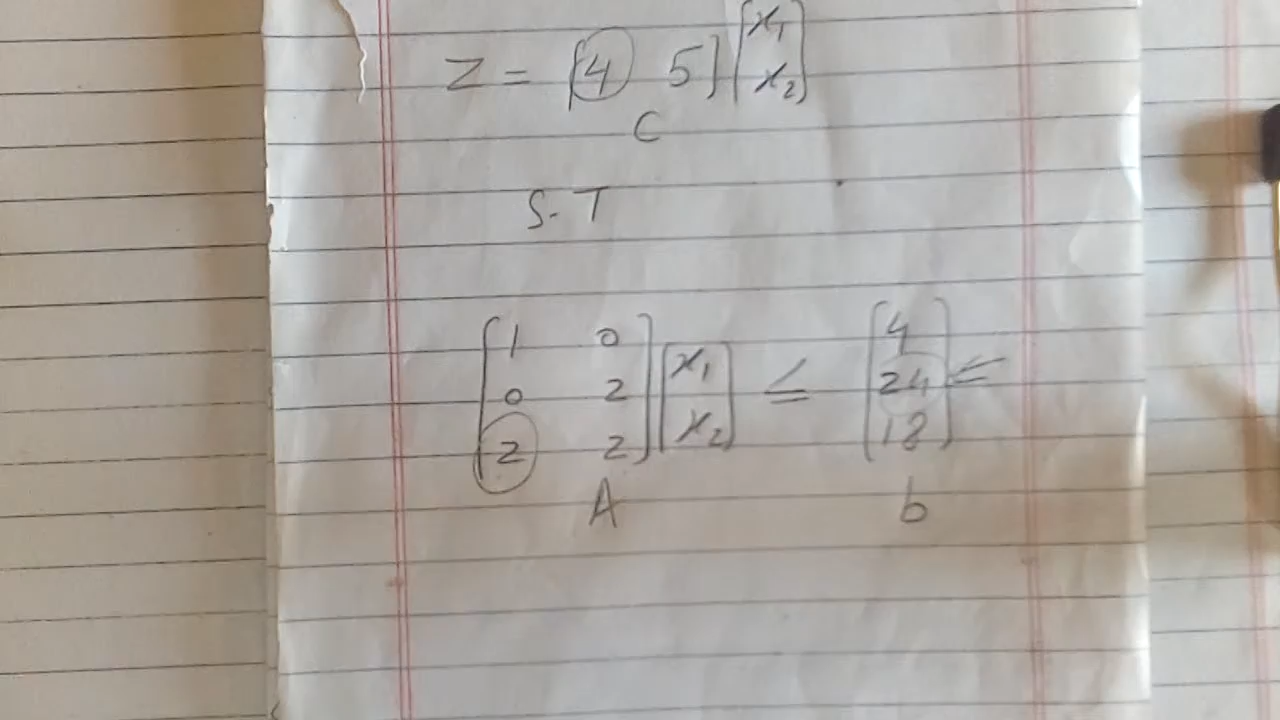 Z = [4 5] [x1
x2]
C
S.T
[1 0
0 2
2 2] [x1
x2] ≤ [4
24
18] ⇐
A b